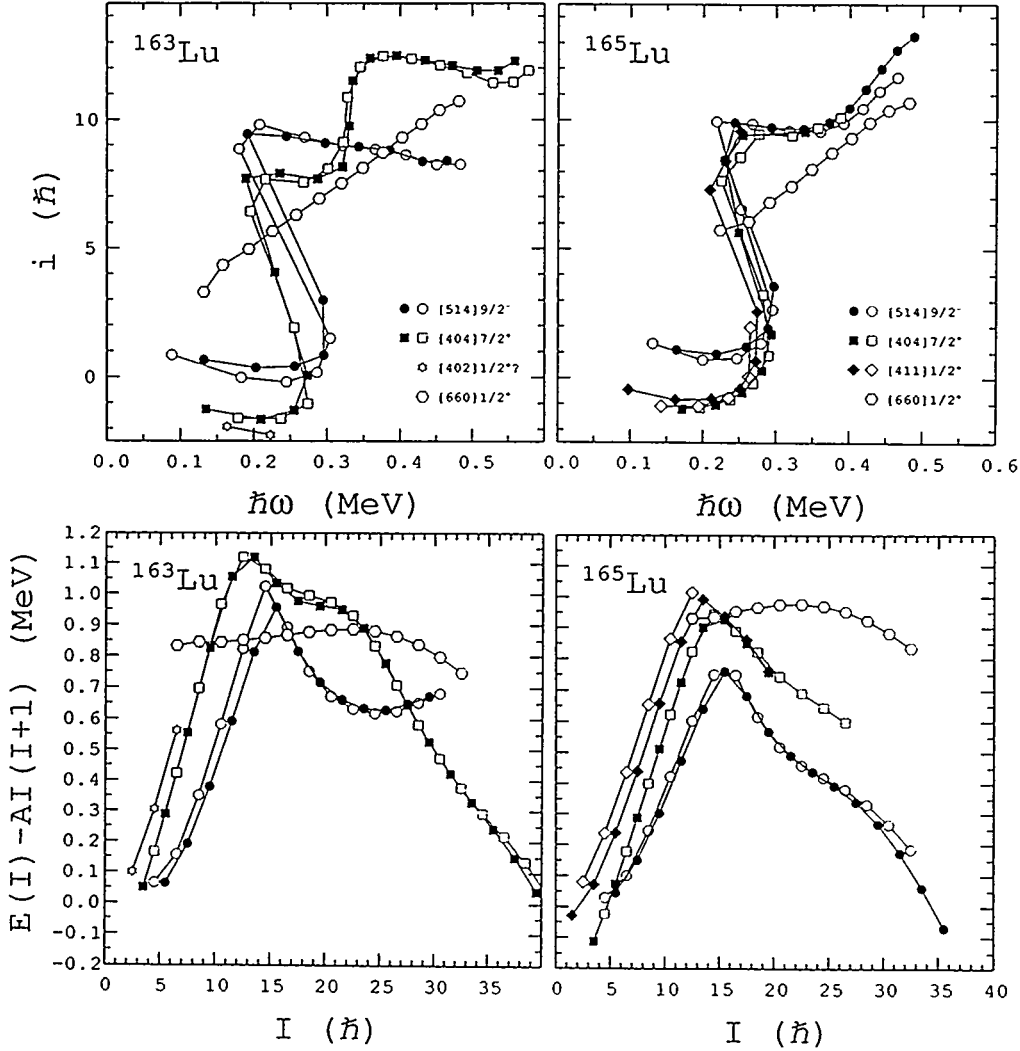 ¹⁶³Lu
i (ħ)
10
5
0
[514]9/2⁻
[404]7/2⁺
[402]1/2⁺?
[660]1/2⁺
0.0 0.1 0.2 0.3 0.4 0.5
ħω (MeV)
¹⁶⁵Lu
[514]9/2⁻
[404]7/2⁺
[411]1/2⁺
[660]1/2⁺
0.0 0.1 0.2 0.3 0.4 0.5 0.6
ħω (MeV)
¹⁶³Lu
E(I)-AI(I+1) (MeV)
1.2
1.1
1.0
0.9
0.8
0.7
0.6
0.5
0.4
0.3
0.2
0.1
0.0
-0.1
-0.2
0 5 10 15 20 25 30 35
I (ħ)
¹⁶⁵Lu
0 5 10 15 20 25 30 35 40
I (ħ)